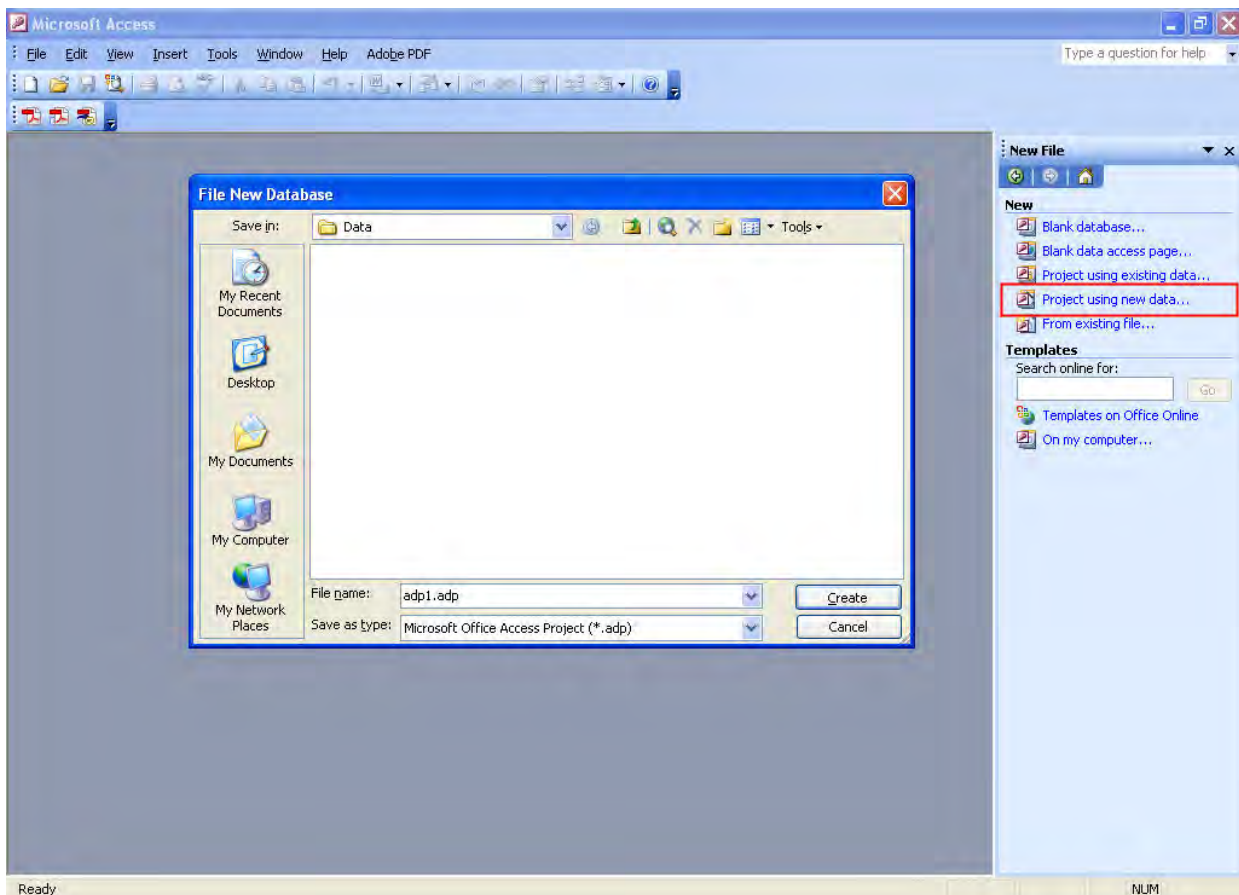 Microsoft Access
File Edit View Insert Tools Window Help Adobe PDF
Type a question for help
New File
New
Blank database...
Blank data access page...
Project using existing data...
Project using new data...
From existing file...
Templates
Search online for:
Go
Templates on Office Online
On my computer...
File New Database
Save in:
Data
Tools
My Recent
Documents
Desktop
My Documents
My Computer
My Network
Places
File name:
adp1.adp
Create
Save as type:
Microsoft Office Access Project (*.adp)
Cancel
Ready
NUM